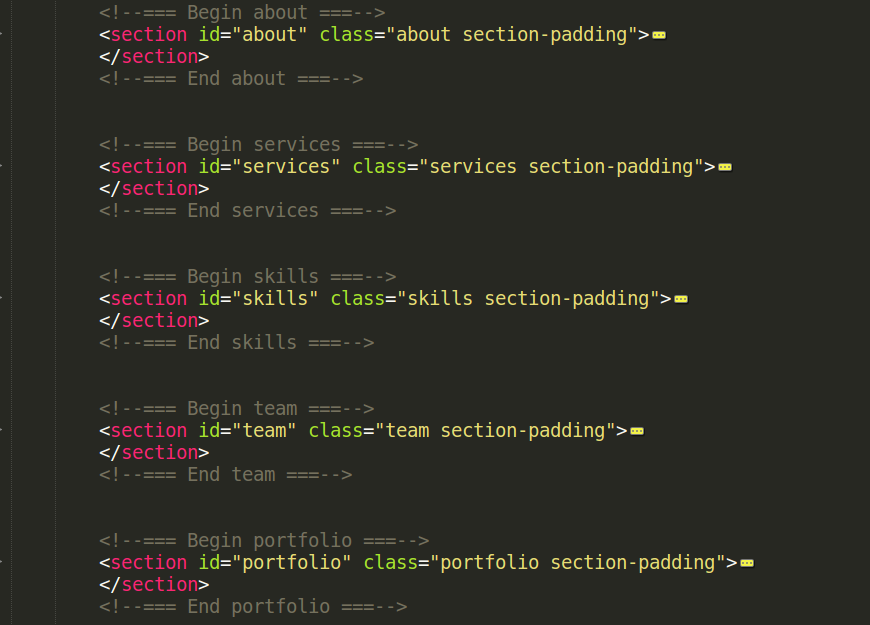 <!--=== Begin about ===-->
<section id="about" class="about section-padding">
</section>
<!--=== End about ===-->
<!--=== Begin services ===-->
<section id="services" class="services section-padding">
</section>
<!--=== End services ===-->
<!--=== Begin skills ===-->
<section id="skills" class="skills section-padding">
</section>
<!--=== End skills ===-->
<!--=== Begin team ===-->
<section id="team" class="team section-padding">
</section>
<!--=== End team ===-->
<!--=== Begin portfolio ===-->
<section id="portfolio" class="portfolio section-padding">
</section>
<!--=== End portfolio ===-->